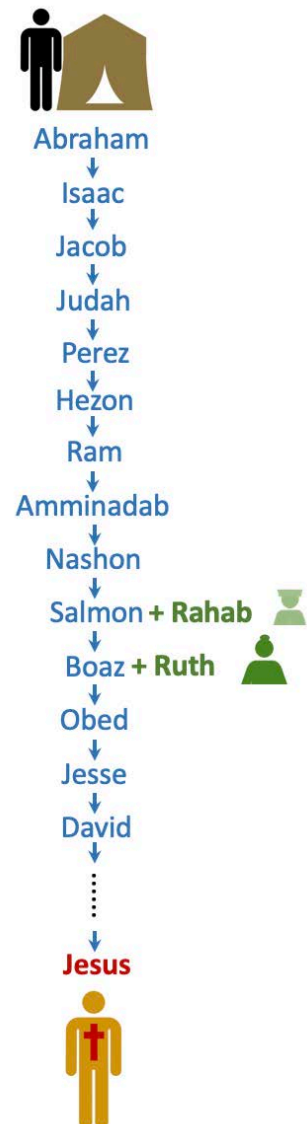 Abraham
Isaac
Jacob
Judah
Perez
Hezon
Ram
Amminadab
Nashon
Salmon + Rahab
Boaz + Ruth
Obed
Jesse
David
......
Jesus